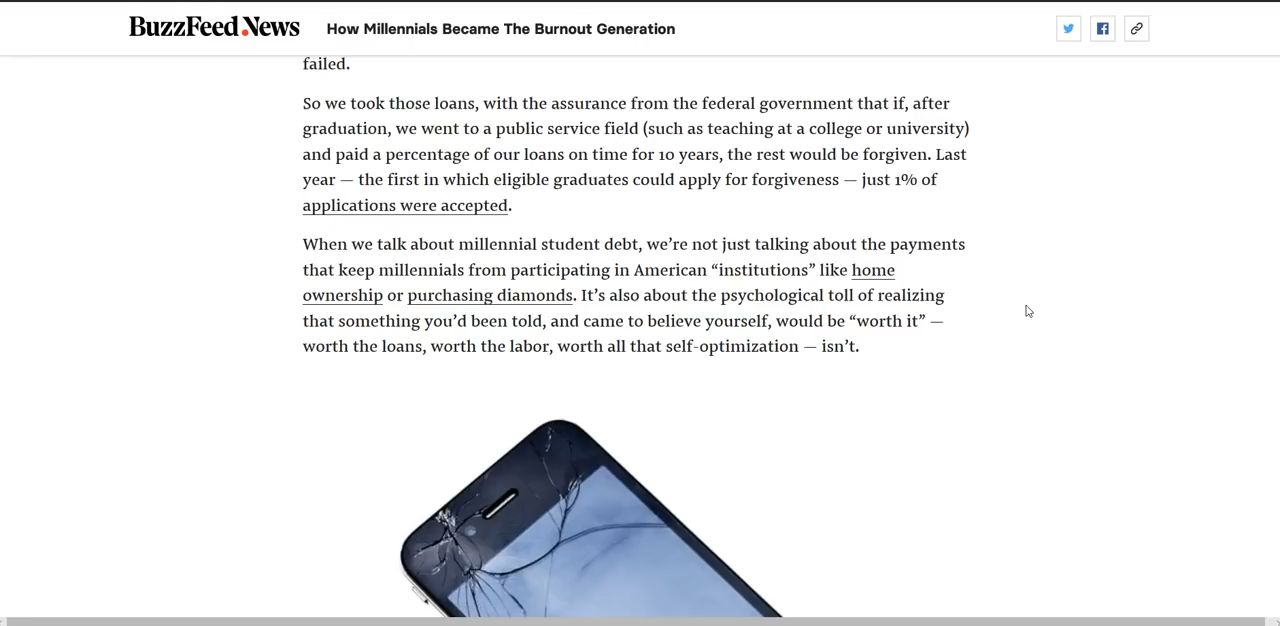 BuzzFeed.News How Millennials Became The Burnout Generation
failed.
So we took those loans, with the assurance from the federal government that if, after
graduation, we went to a public service field (such as teaching at a college or university)
and paid a percentage of our loans on time for 10 years, the rest would be forgiven. Last
year — the first in which eligible graduates could apply for forgiveness — just 1% of
applications were accepted.
When we talk about millennial student debt, we’re not just talking about the payments
that keep millennials from participating in American “institutions” like home
ownership or purchasing diamonds. It’s also about the psychological toll of realizing
that something you’d been told, and came to believe yourself, would be “worth it” —
worth the loans, worth the labor, worth all that self-optimization — isn’t.